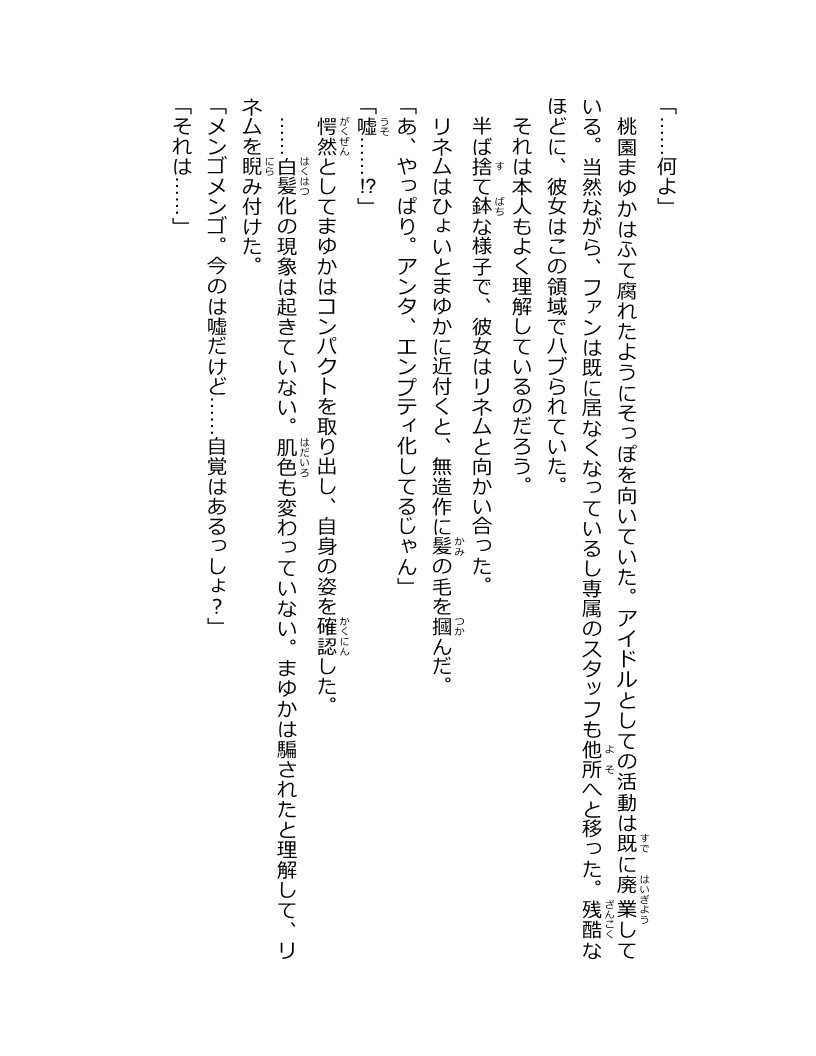 「……何よ」
　桃園まゆかはふて腐れたようにそっぽを向いていた。アイドルとしての活動は既に廃業して
いる。当然ながら、ファンは既に居なくなっているし専属のスタッフも他所へと移った。残酷な
ほどに、彼女はこの領域でハブられていた。
　それは本人もよく理解しているのだろう。
　半ば捨て鉢な様子で、彼女はリネムと向かい合った。
　リネムはひょいとまゆかに近付くと、無造作に髪の毛を摑んだ。
「あ、やっぱり。アンタ、エンプティ化してるじゃん」
「噓……!?」
　愕然としてまゆかはコンパクトを取り出し、自身の姿を確認した。
　……白髪化の現象は起きていない。肌色も変わっていない。まゆかは騙されたと理解して、リ
ネムを睨み付けた。
「メンゴメンゴ。今のは噓だけど……自覚はあるっしょ？」
「それは……」